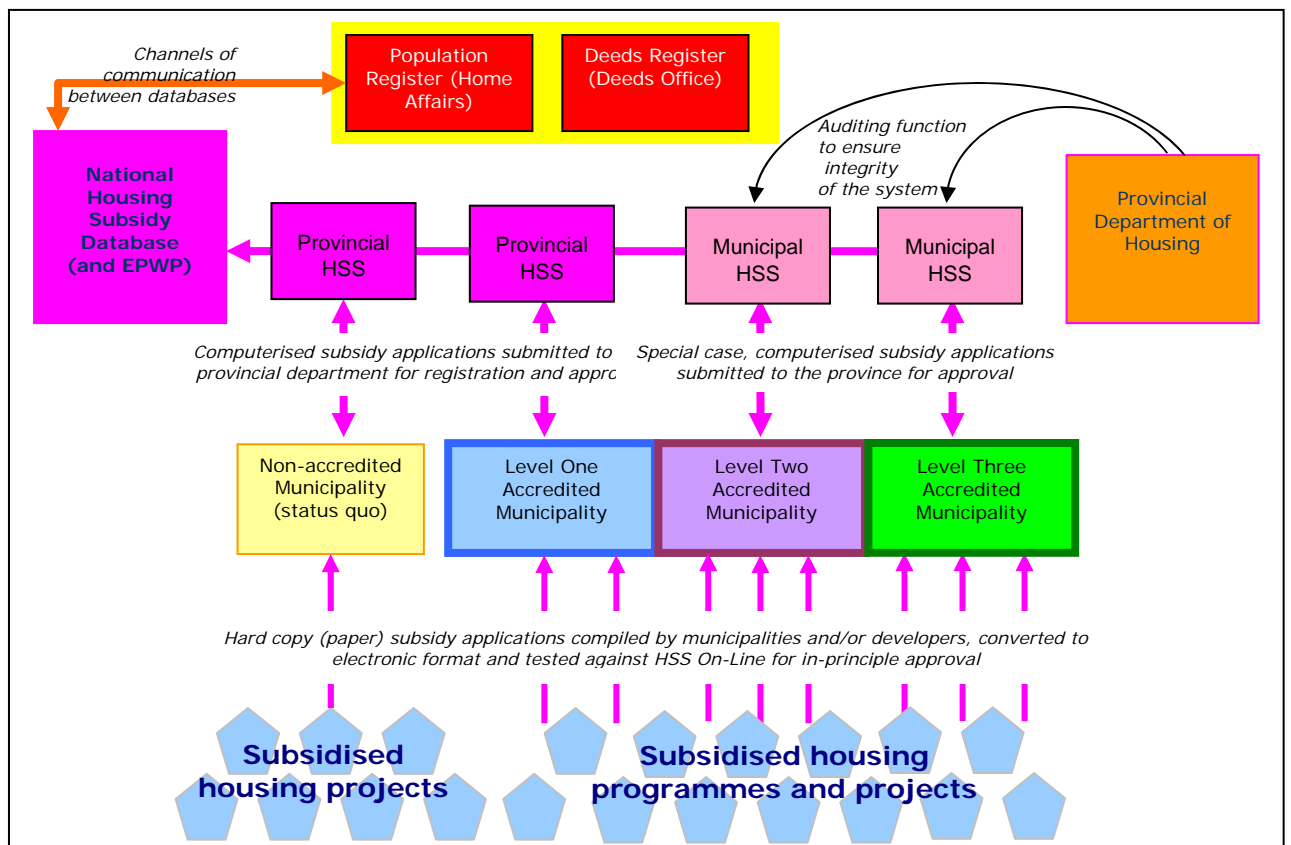 Channels of
communication
between databases
Population
Register (Home
Affairs)
Deeds Register
(Deeds Office)
Auditing function
to ensure
integrity
of the system
National
Housing
Subsidy
Database
(and EPWP)
Provincial
HSS
Provincial
HSS
Municipal
HSS
Municipal
HSS
Provincial
Department of
Housing
Computerised subsidy applications submitted to
provincial department for registration and appro
Special case, computerised subsidy applications
submitted to the province for approval
Non-accredited
Municipality
(status quo)
Level One
Accredited
Municipality
Level Two
Accredited
Municipality
Level Three
Accredited
Municipality
Hard copy (paper) subsidy applications compiled by municipalities and/or developers, converted to
electronic format and tested against HSS On-Line for in-principle approval
Subsidised
housing projects
Subsidised housing
programmes and projects